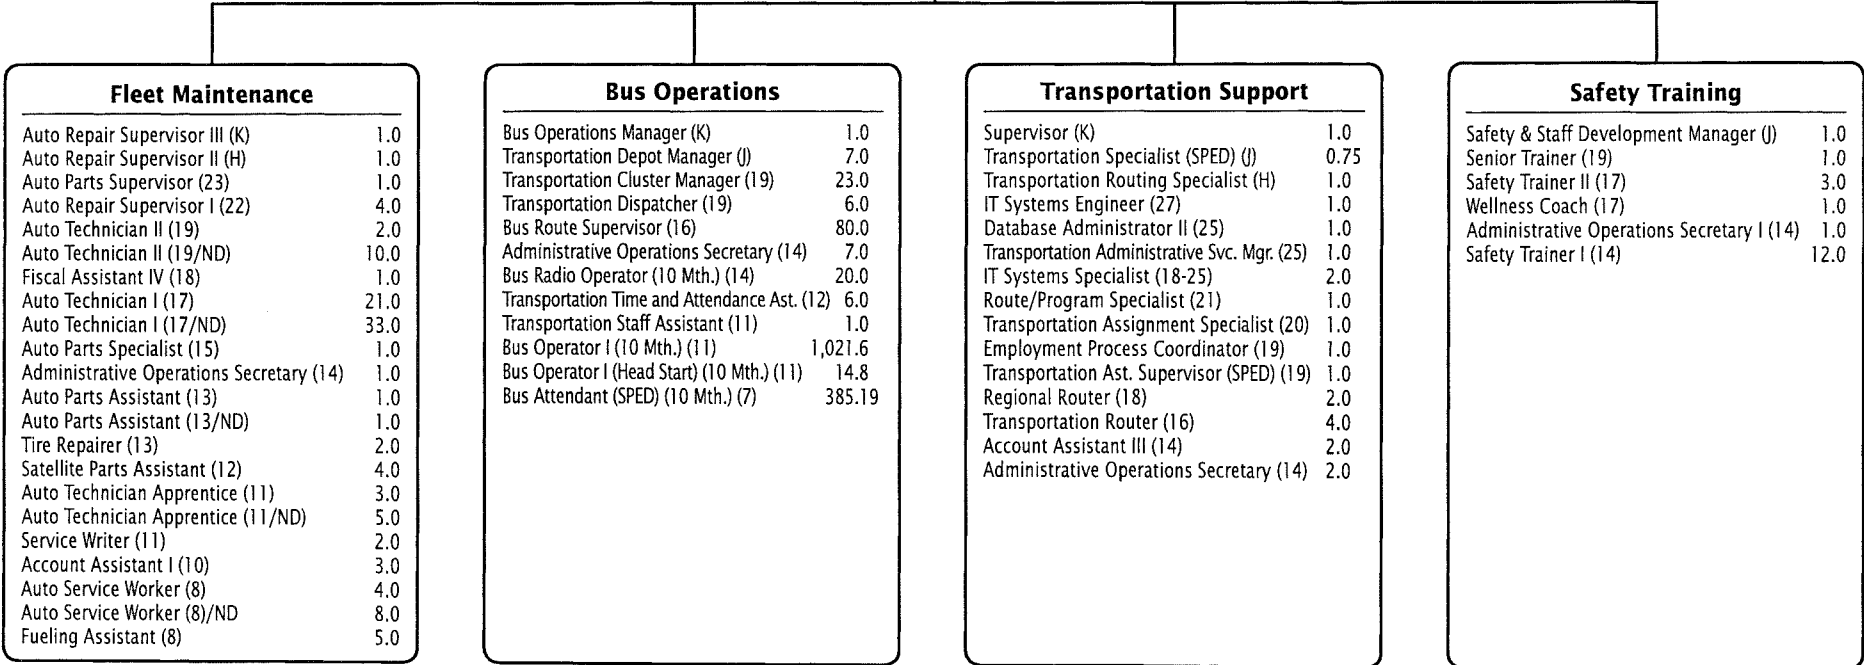 Fleet Maintenance
Auto Repair Supervisor III (K) 1.0
Auto Repair Supervisor II (H) 1.0
Auto Parts Supervisor (23) 1.0
Auto Repair Supervisor I (22) 4.0
Auto Technician II (19) 2.0
Auto Technician II (19/ND) 10.0
Fiscal Assistant IV (18) 1.0
Auto Technician I (17) 21.0
Auto Technician I (17/ND) 33.0
Auto Parts Specialist (15) 1.0
Administrative Operations Secretary (14) 1.0
Auto Parts Assistant (13) 1.0
Auto Parts Assistant (13/ND) 1.0
Tire Repairer (13) 2.0
Satellite Parts Assistant (12) 4.0
Auto Technician Apprentice (11) 3.0
Auto Technician Apprentice (11/ND) 5.0
Service Writer (11) 2.0
Account Assistant I (10) 3.0
Auto Service Worker (8) 4.0
Auto Service Worker (8)/ND 8.0
Fueling Assistant (8) 5.0
Bus Operations
Bus Operations Manager (K) 1.0
Transportation Depot Manager (J) 7.0
Transportation Cluster Manager (19) 23.0
Transportation Dispatcher (19) 6.0
Bus Route Supervisor (16) 80.0
Administrative Operations Secretary (14) 7.0
Bus Radio Operator (10 Mth.) (14) 20.0
Transportation Time and Attendance Ast. (12) 6.0
Transportation Staff Assistant (11) 1.0
Bus Operator I (10 Mth.) (11) 1,021.6
Bus Operator I (Head Start) (10 Mth.) (11) 14.8
Bus Attendant (SPED) (10 Mth.) (7) 385.19
Transportation Support
Supervisor (K) 1.0
Transportation Specialist (SPED) (J) 0.75
Transportation Routing Specialist (H) 1.0
IT Systems Engineer (27) 1.0
Database Administrator II (25) 1.0
Transportation Administrative Svc. Mgr. (25) 1.0
IT Systems Specialist (18-25) 2.0
Route/Program Specialist (21) 1.0
Transportation Assignment Specialist (20) 1.0
Employment Process Coordinator (19) 1.0
Transportation Ast. Supervisor (SPED) (19) 1.0
Regional Router (18) 2.0
Transportation Router (16) 4.0
Account Assistant III (14) 2.0
Administrative Operations Secretary (14) 2.0
Safety Training
Safety & Staff Development Manager (J) 1.0
Senior Trainer (19) 1.0
Safety Trainer II (17) 3.0
Wellness Coach (17) 1.0
Administrative Operations Secretary I (14) 1.0
Safety Trainer I (14) 12.0